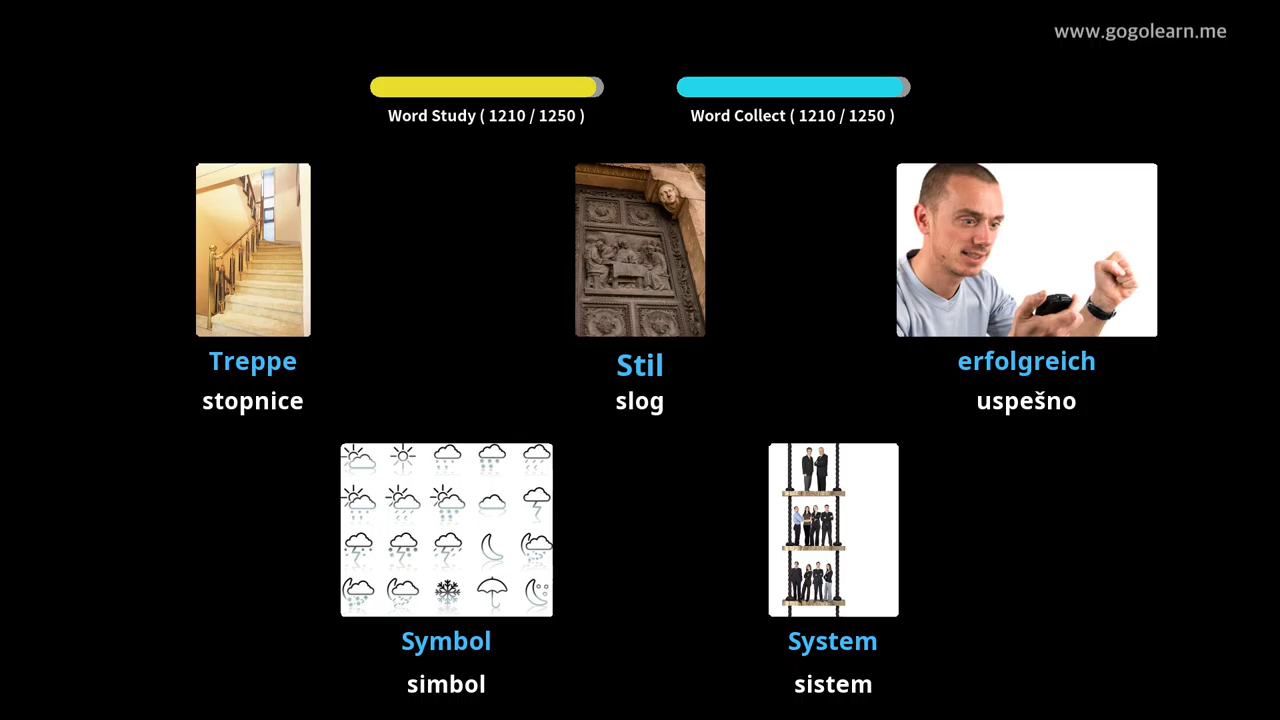 www.gogolearn.me
Word Study ( 1210 / 1250 )
Word Collect ( 1210 / 1250 )
Treppe
Stil
erfolgreich
stopnice
slog
uspešno
Symbol
System
simbol
sistem